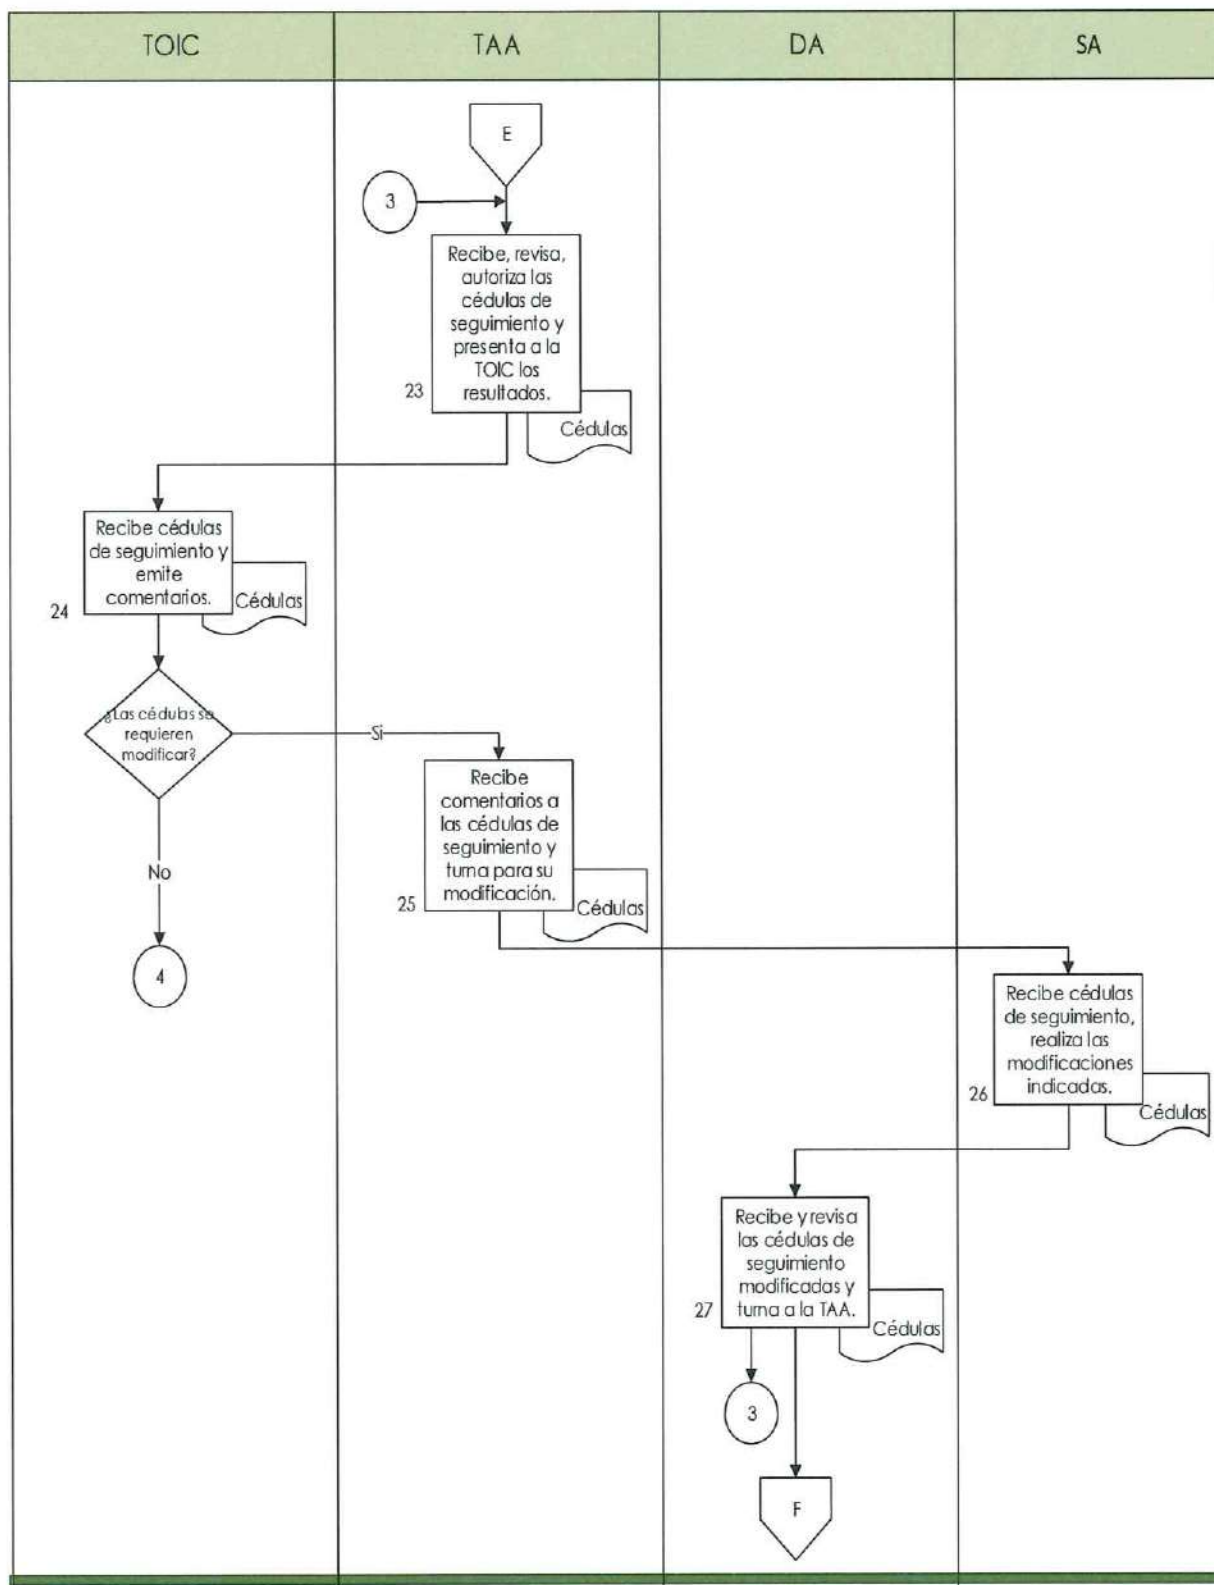 TOIC
TAA
DA
SA
E
3
Recibe, revisa,
autoriza las
cédulas de
seguimiento y
presenta a la
TOIC los
resultados.
23
Cédulas
Recibe cédulas
de seguimiento y
emite
comentarios.
24
Cédulas
¿Las cédulas se
requieren
modificar?
Si
No
4
Recibe
comentarios a
las cédulas de
seguimiento y
turna para su
modificación.
25
Cédulas
Recibe cédulas
de seguimiento,
realiza las
modificaciones
indicadas.
26
Cédulas
Recibe y revisa
las cédulas de
seguimiento
modificadas y
turna a la TAA.
27
Cédulas
3
F